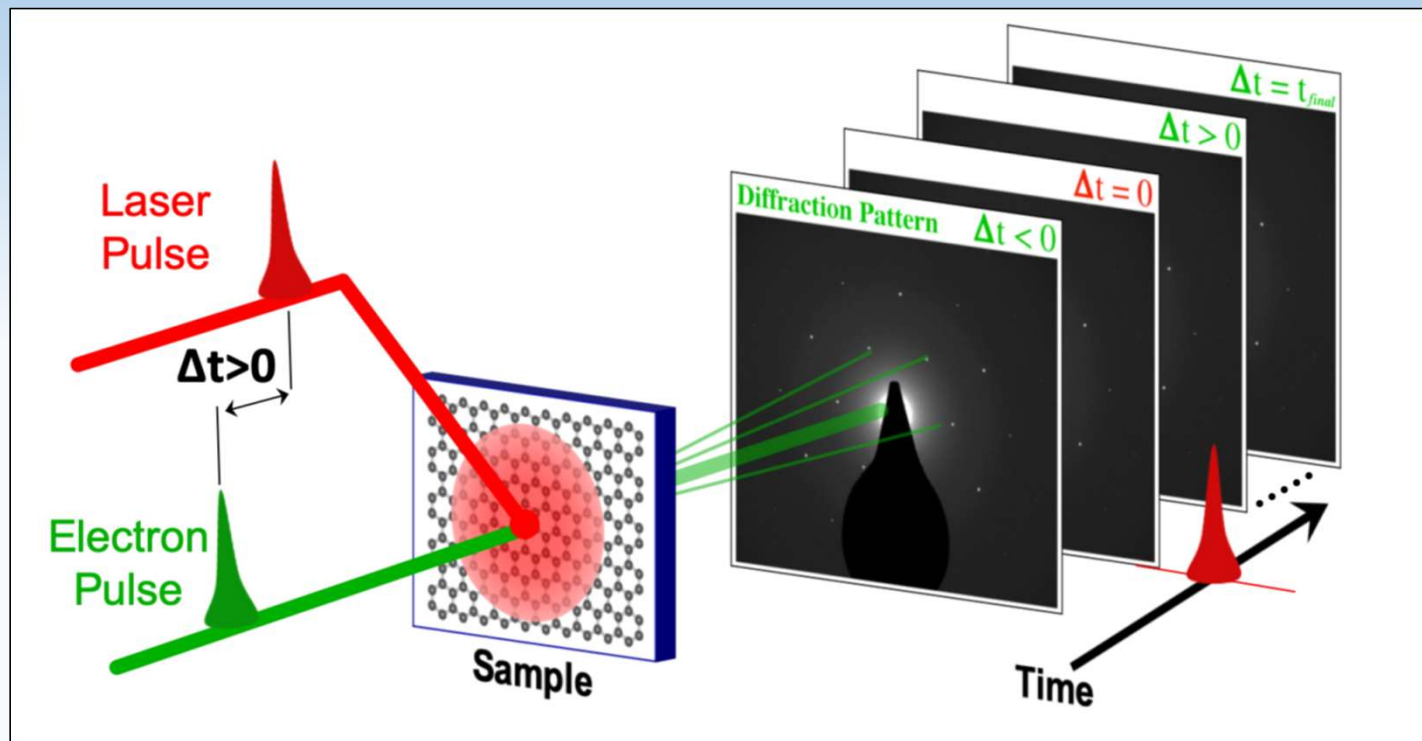 Laser
Pulse
Δt>0
Electron
Pulse
Sample
Diffraction Pattern Δt < 0
Δt = 0
Δt > 0
Δt = t_final
Time